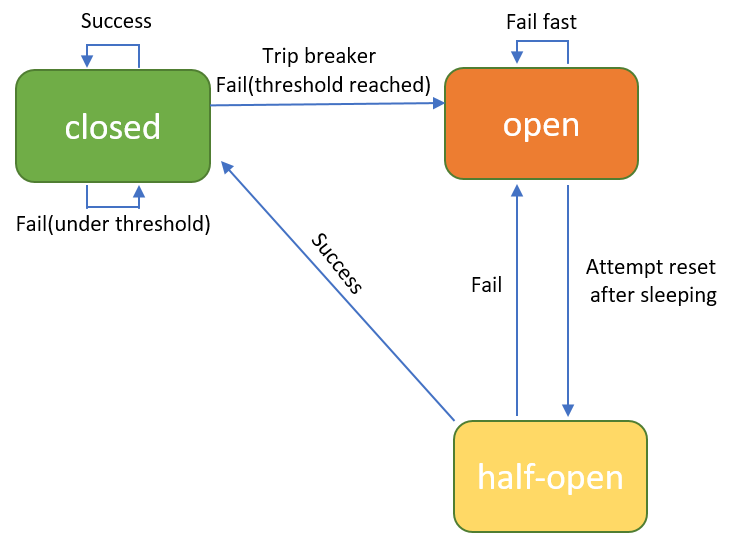 Success
Fail fast
Trip breaker
Fail(threshold reached)
closed
open
Fail(under threshold)
Success
Fail
Attempt reset
after sleeping
half-open